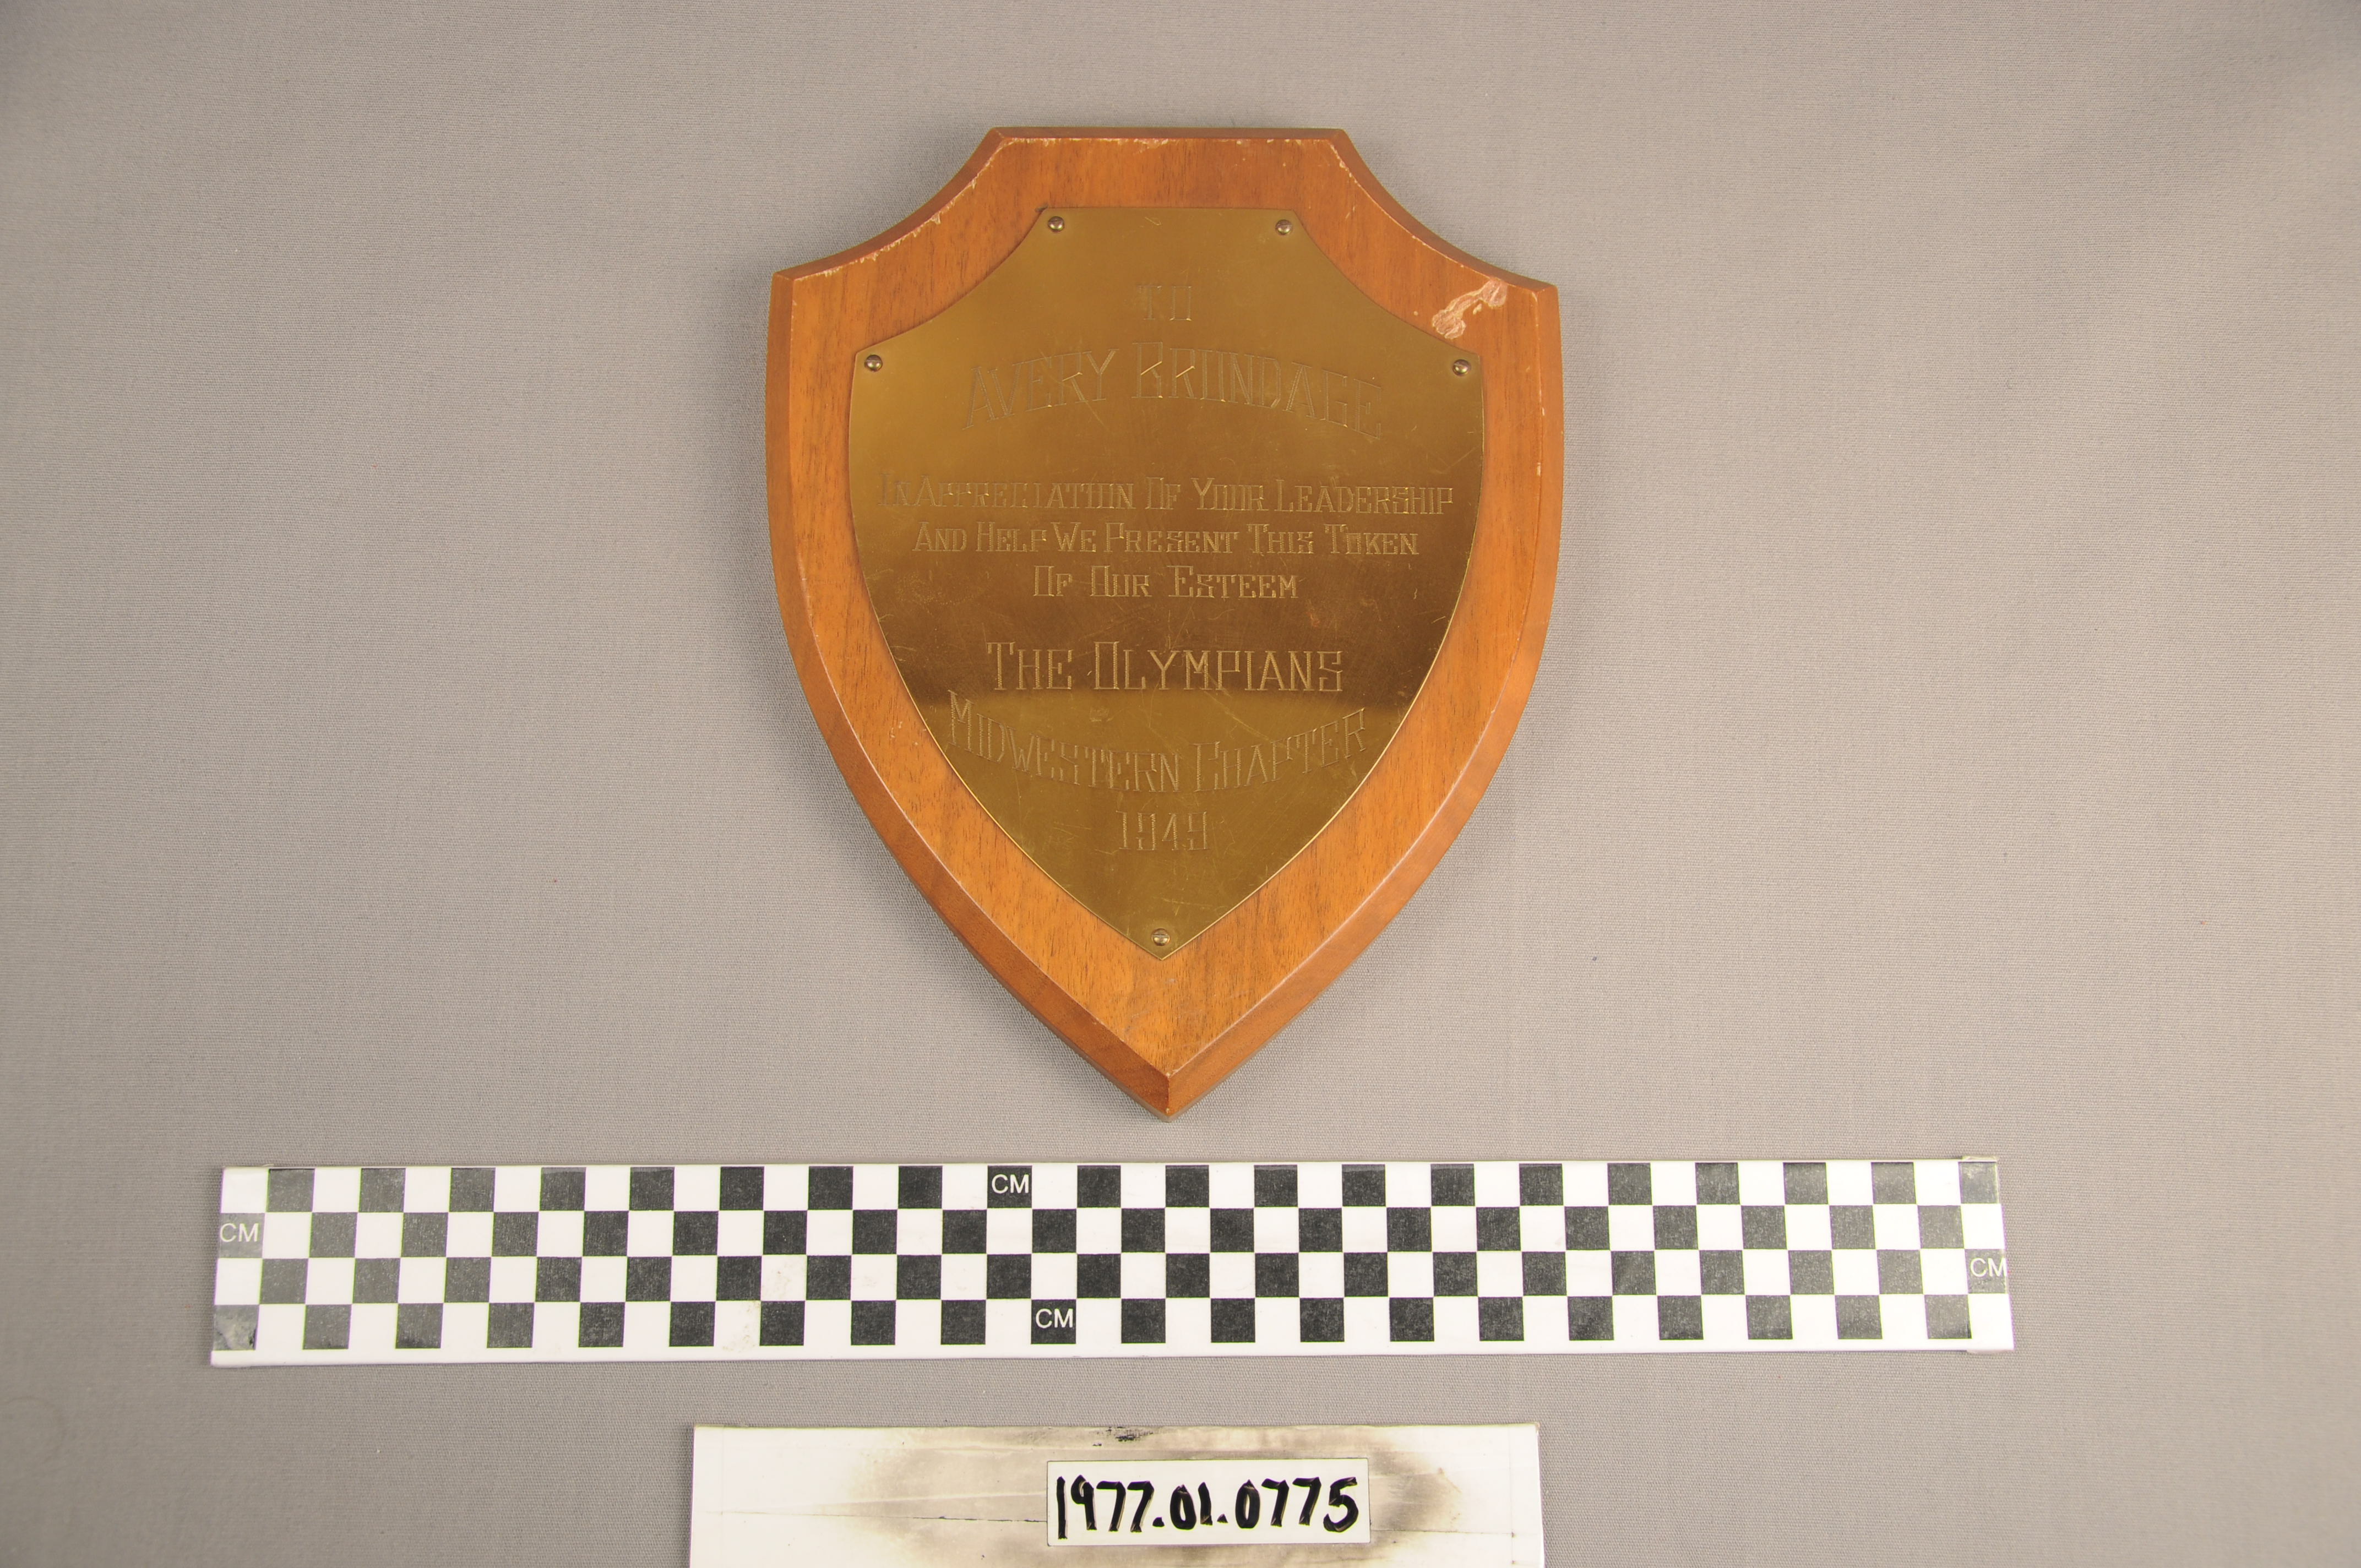 TO
AVERY BRUNDAGE
IN APPRECIATION OF YOUR LEADERSHIP
AND HELP WE PRESENT THIS TOKEN
OF OUR ESTEEM
THE OLYMPIANS
MIDWESTERN CHAPTER
1949
CM
CM
CM
CM
1977.01.0775